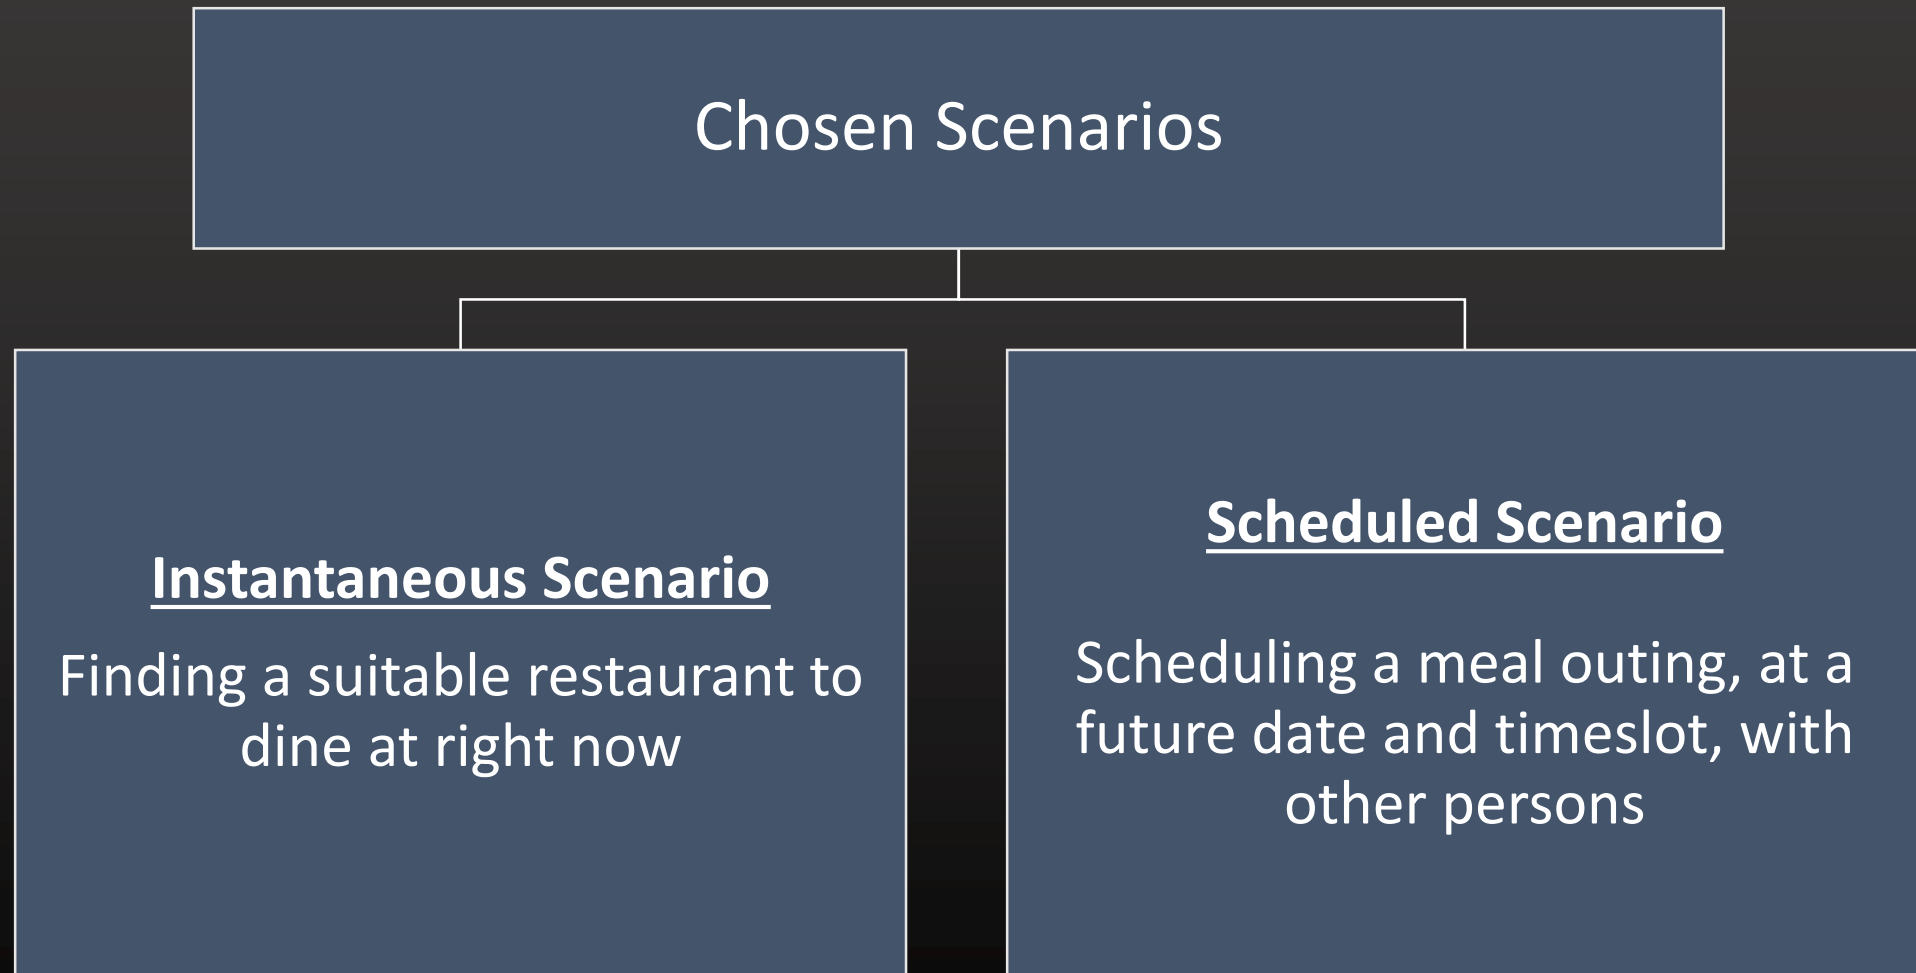 Chosen Scenarios
Instantaneous Scenario
Finding a suitable restaurant to
dine at right now
Scheduled Scenario
Scheduling a meal outing, at a
future date and timeslot, with
other persons